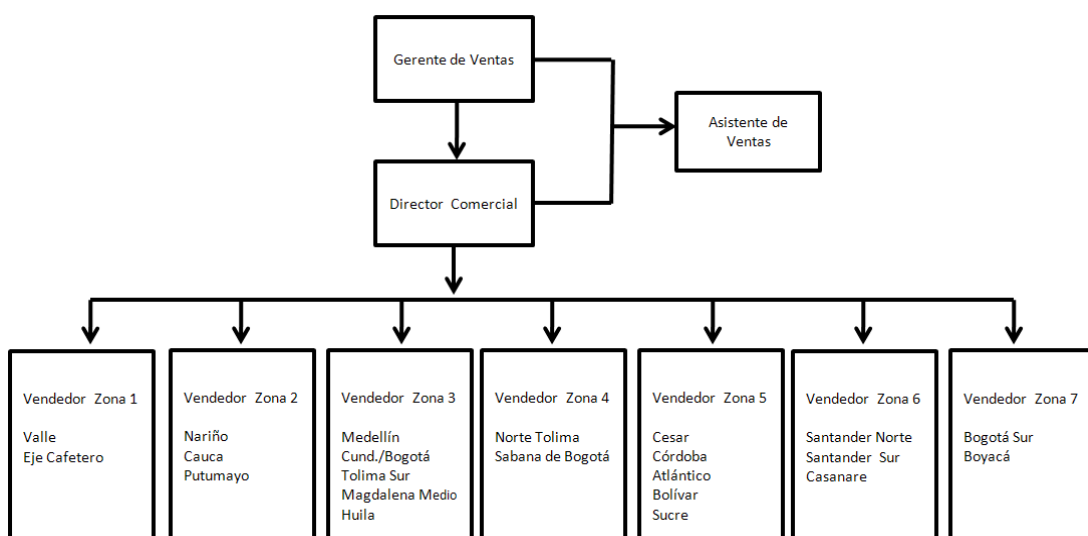 Gerente de Ventas
Asistente de
Ventas
Director Comercial
Vendedor Zona 1
Valle
Eje Cafetero
Vendedor Zona 2
Nariño
Cauca
Putumayo
Vendedor Zona 3
Medellín
Cund./Bogotá
Tolima Sur
Magdalena Medio
Huila
Vendedor Zona 4
Norte Tolima
Sabana de Bogotá
Vendedor Zona 5
Cesar
Córdoba
Atlántico
Bolívar
Sucre
Vendedor Zona 6
Santander Norte
Santander Sur
Casanare
Vendedor Zona 7
Bogotá Sur
Boyacá